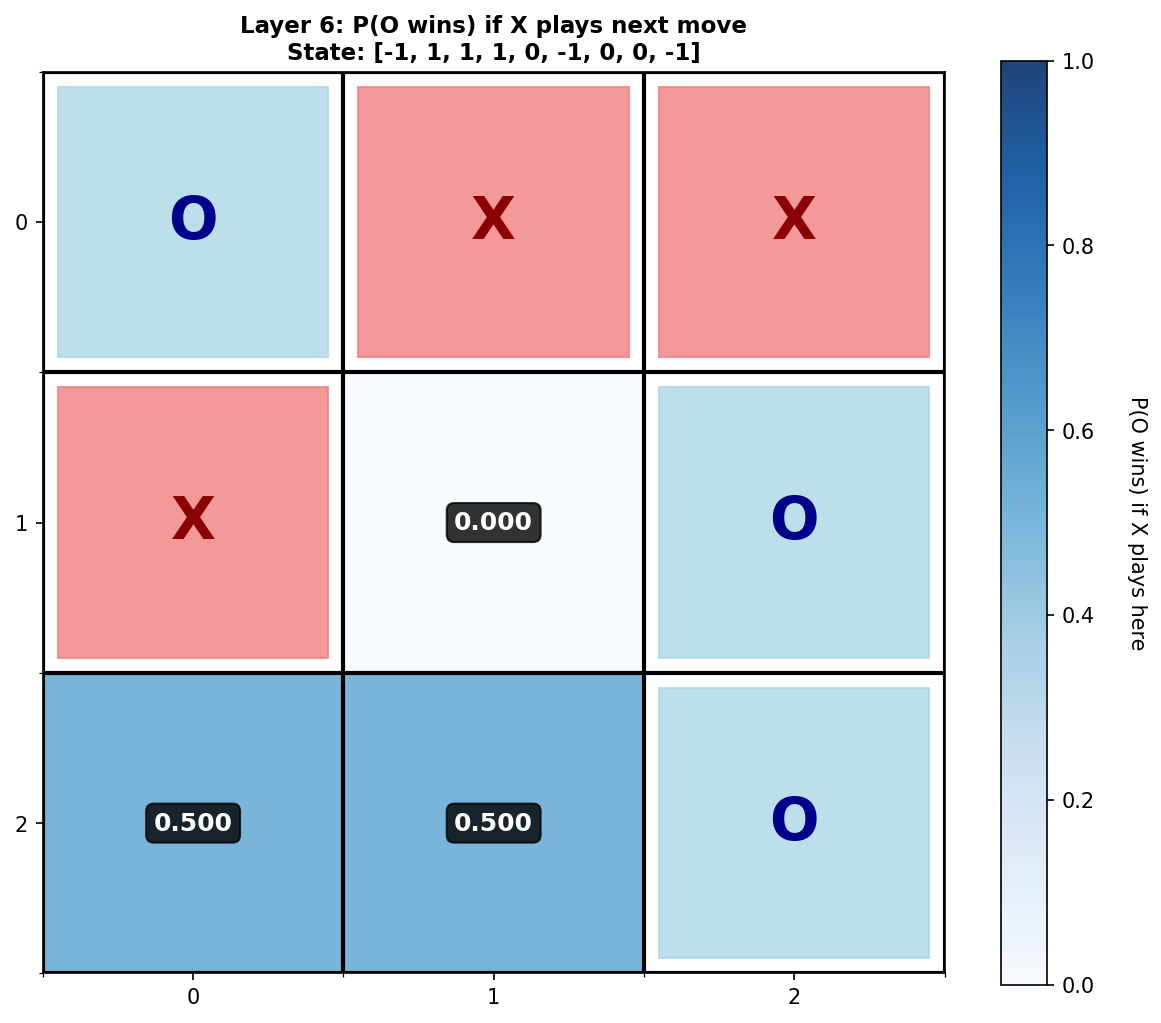 Layer 6: P(O wins) if X plays next move
State: [-1, 1, 1, 1, 0, -1, 0, 0, -1]
O
X
X
X
0.000
O
0.500
0.500
O
0
1
2
0
1
2
1.0
0.8
0.6
0.4
0.2
0.0
P(O wins) if X plays here